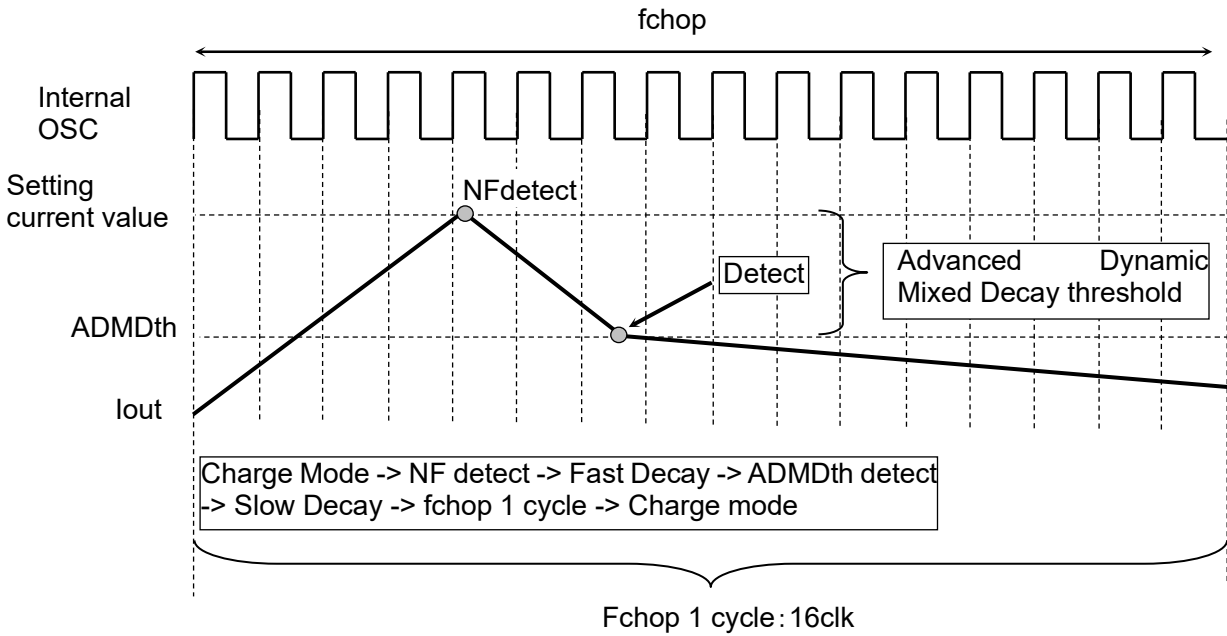 fchop
Internal
OSC
Setting
current value
NFdetect
Detect
Advanced Dynamic
Mixed Decay threshold
ADMDth
Iout
Charge Mode -> NF detect -> Fast Decay -> ADMDth detect
-> Slow Decay -> fchop 1 cycle -> Charge mode
Fchop 1 cycle：16clk